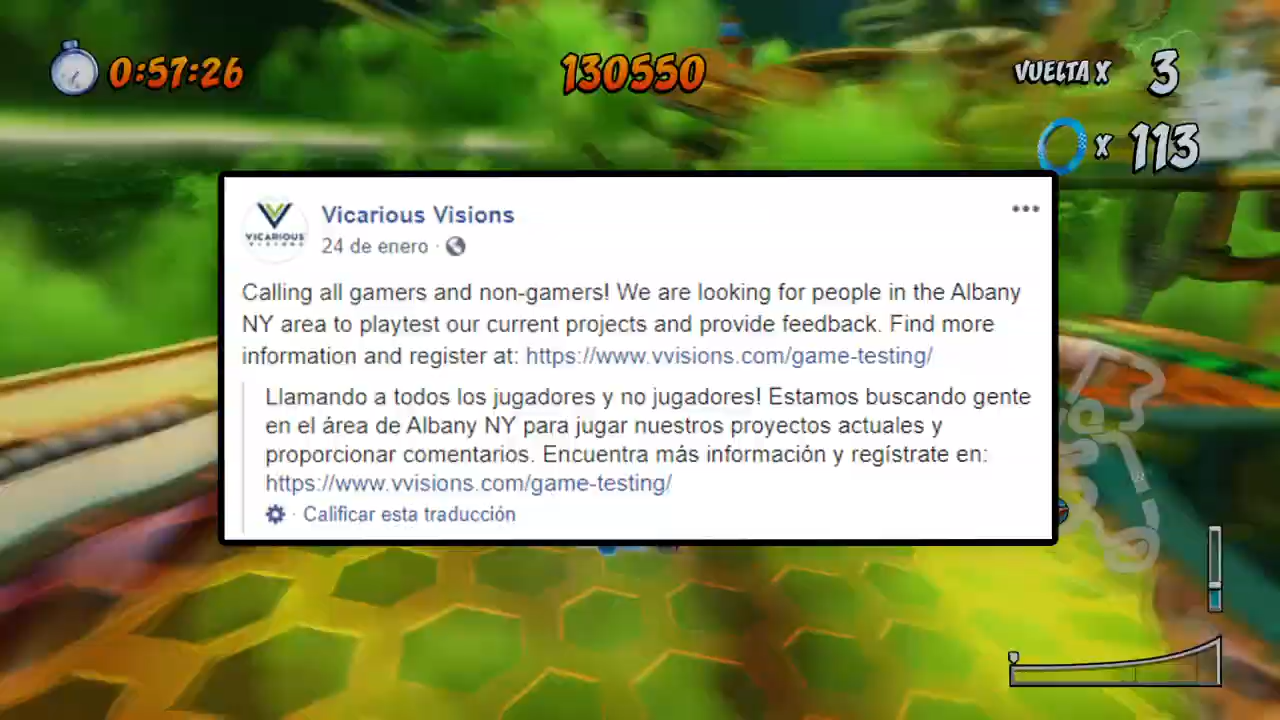 0:57:26
130550
VUELTA X 3
x 113
VICARIOUS
VISIONS
Vicarious Visions
24 de enero ·
Calling all gamers and non-gamers! We are looking for people in the Albany
NY area to playtest our current projects and provide feedback. Find more
information and register at: https://www.vvisions.com/game-testing/
Llamando a todos los jugadores y no jugadores! Estamos buscando gente
en el área de Albany NY para jugar nuestros proyectos actuales y
proporcionar comentarios. Encuentra más información y regístrate en:
https://www.vvisions.com/game-testing/
· Calificar esta traducción